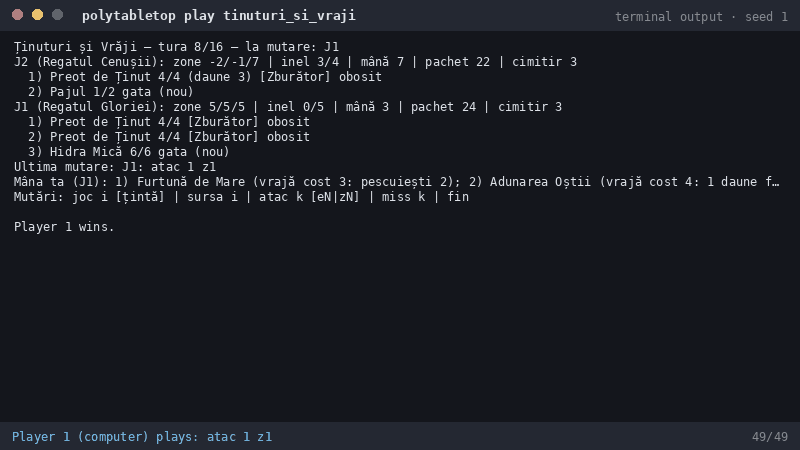 polytabletop play tinuturi_si_vraji
terminal output · seed 1
Ținuturi și Vrăji — tura 8/16 — la mutare: J1
J2 (Regatul Cenușii): zone -2/-1/7 | inel 3/4 | mână 7 | pachet 22 | cimitir 3
1) Preot de Ținut 4/4 (daune 3) [Zburător] obosit
2) Pajul 1/2 gata (nou)
J1 (Regatul Gloriei): zone 5/5/5 | inel 0/5 | mână 3 | pachet 24 | cimitir 3
1) Preot de Ținut 4/4 [Zburător] obosit
2) Preot de Ținut 4/4 [Zburător] obosit
3) Hidra Mică 6/6 gata (nou)
Ultima mutare: J1: atac 1 z1
Mâna ta (J1): 1) Furtună de Mare (vrajă cost 3: pescuiești 2); 2) Adunarea Oștii (vrajă cost 4: 1 daune f…
Mutări: joc i [țintă] | sursa i | atac k [eN|zN] | miss k | fin
Player 1 wins.
Player 1 (computer) plays: atac 1 z1
49/49